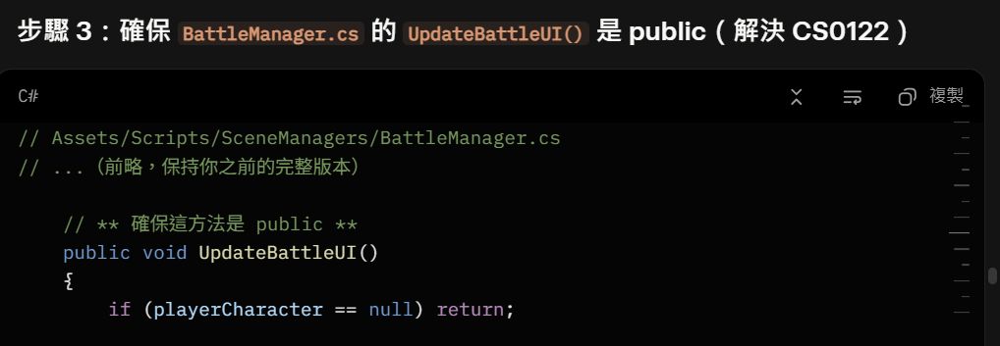 步驟 3：確保 BattleManager.cs 的 UpdateBattleUI() 是 public（解決 CS0122）
C#
複製
// Assets/Scripts/SceneManagers/BattleManager.cs
// ...（前略，保持你之前的完整版本）
// ** 確保這方法是 public **
public void UpdateBattleUI()
{
if (playerCharacter == null) return;